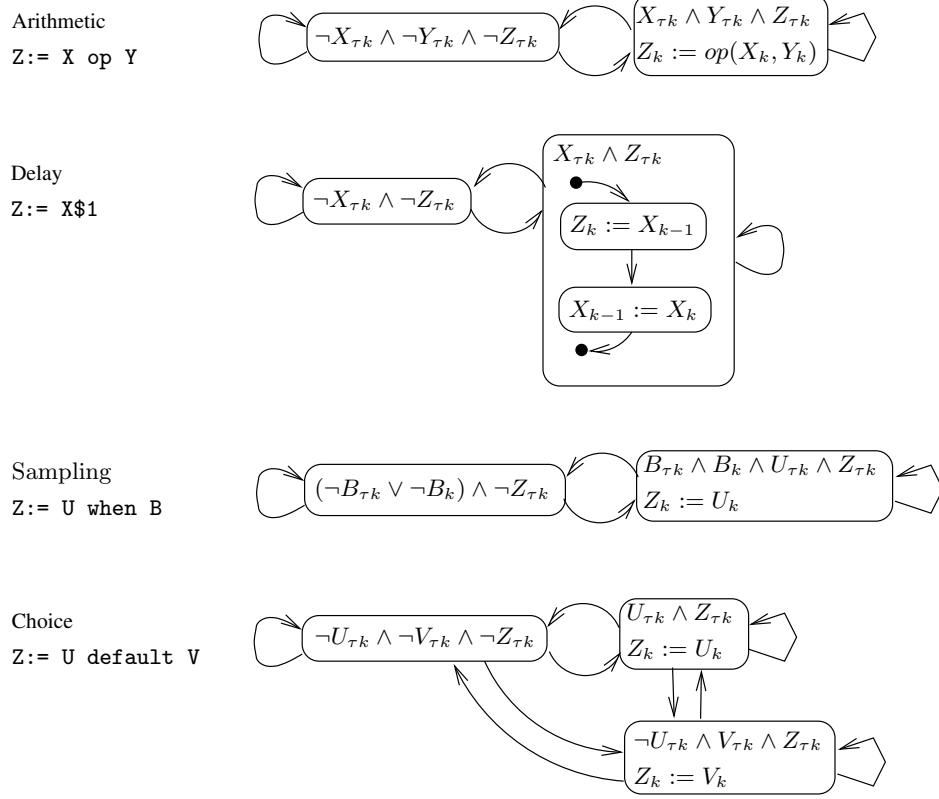 Arithmetic
Z:= X op Y
¬X_{τk} ∧ ¬Y_{τk} ∧ ¬Z_{τk}
X_{τk} ∧ Y_{τk} ∧ Z_{τk}
Z_k := op(X_k, Y_k)
Delay
Z:= X$1
¬X_{τk} ∧ ¬Z_{τk}
X_{τk} ∧ Z_{τk}
Z_k := X_{k−1}
X_{k−1} := X_k
Sampling
Z:= U when B
(¬B_{τk} ∨ ¬B_k) ∧ ¬Z_{τk}
B_{τk} ∧ B_k ∧ U_{τk} ∧ Z_{τk}
Z_k := U_k
Choice
Z:= U default V
¬U_{τk} ∧ ¬V_{τk} ∧ ¬Z_{τk}
U_{τk} ∧ Z_{τk}
Z_k := U_k
¬U_{τk} ∧ V_{τk} ∧ Z_{τk}
Z_k := V_k